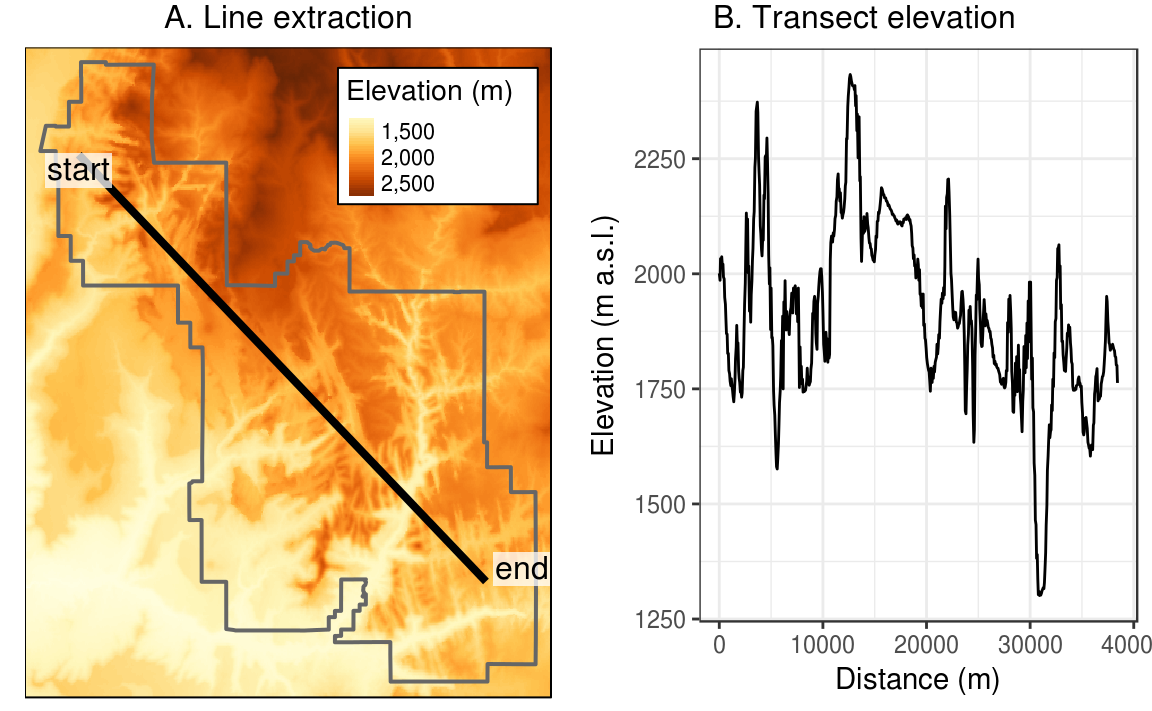 A. Line extraction
Elevation (m)
1,500
2,000
2,500
start
end
B. Transect elevation
Elevation (m a.s.l.)
2250
2000
1750
1500
1250
0
10000
20000
30000
4000
Distance (m)